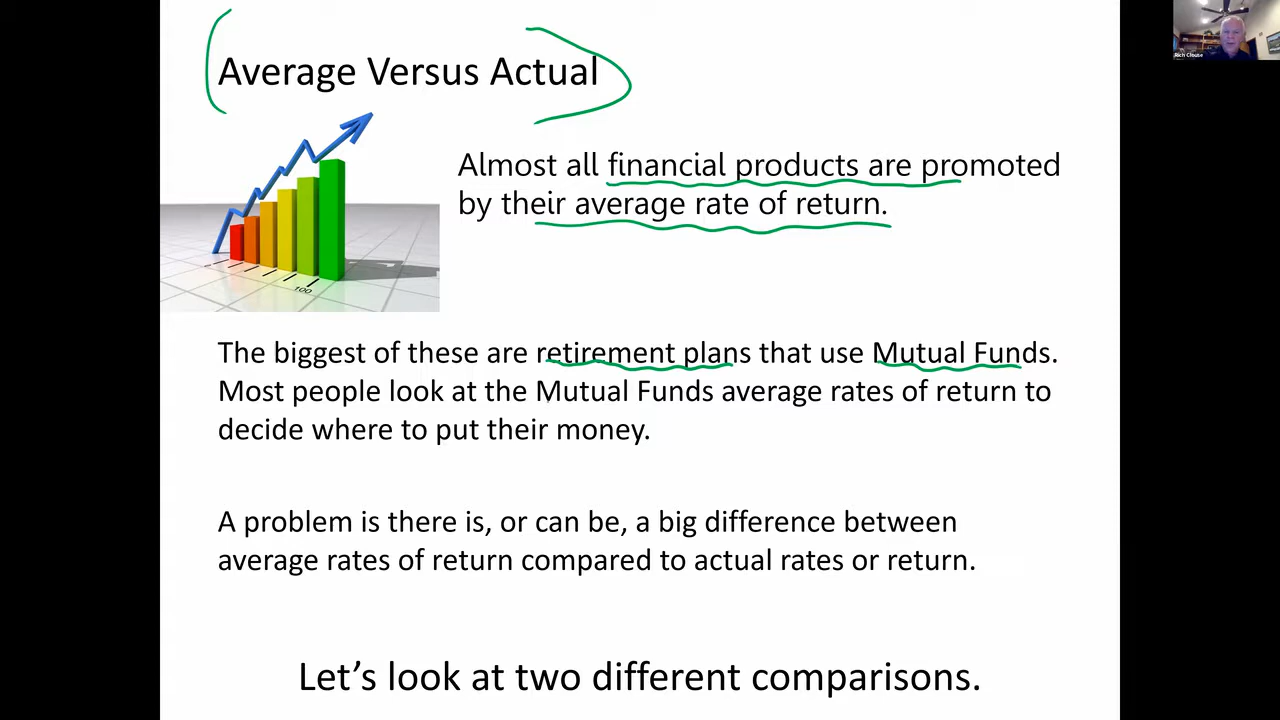 Average Versus Actual
Rich Clouse
Almost all financial products are promoted
by their average rate of return.
100
The biggest of these are retirement plans that use Mutual Funds.
Most people look at the Mutual Funds average rates of return to
decide where to put their money.
A problem is there is, or can be, a big difference between
average rates of return compared to actual rates or return.
Let’s look at two different comparisons.